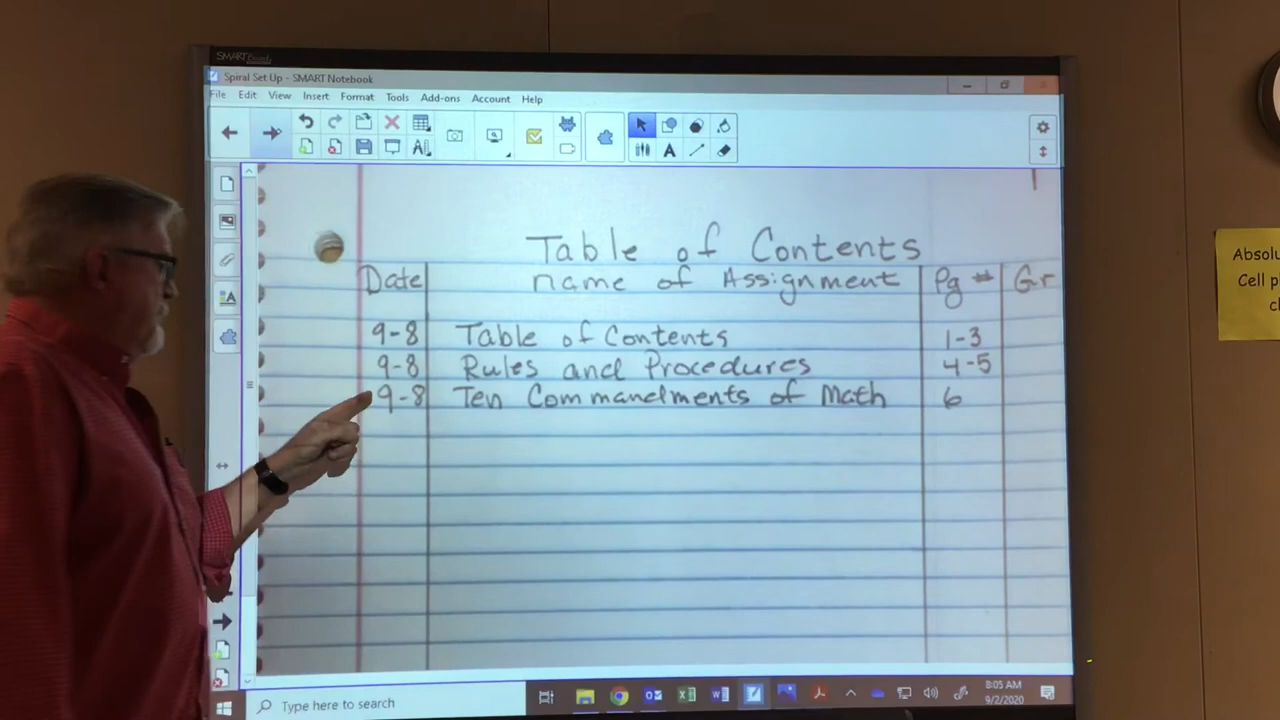 SMART Board
Spiral Set Up - SMART Notebook
File Edit View Insert Format Tools Add-ons Account Help
1
Table of Contents
Date name of Assignment Pg # Gr
9-8 Table of Contents 1-3
9-8 Rules and Procedures 4-5
9-8 Ten Commandments of Math 6
Absolu
Cell p
c
Type here to search
8:05 AM
9/2/2020